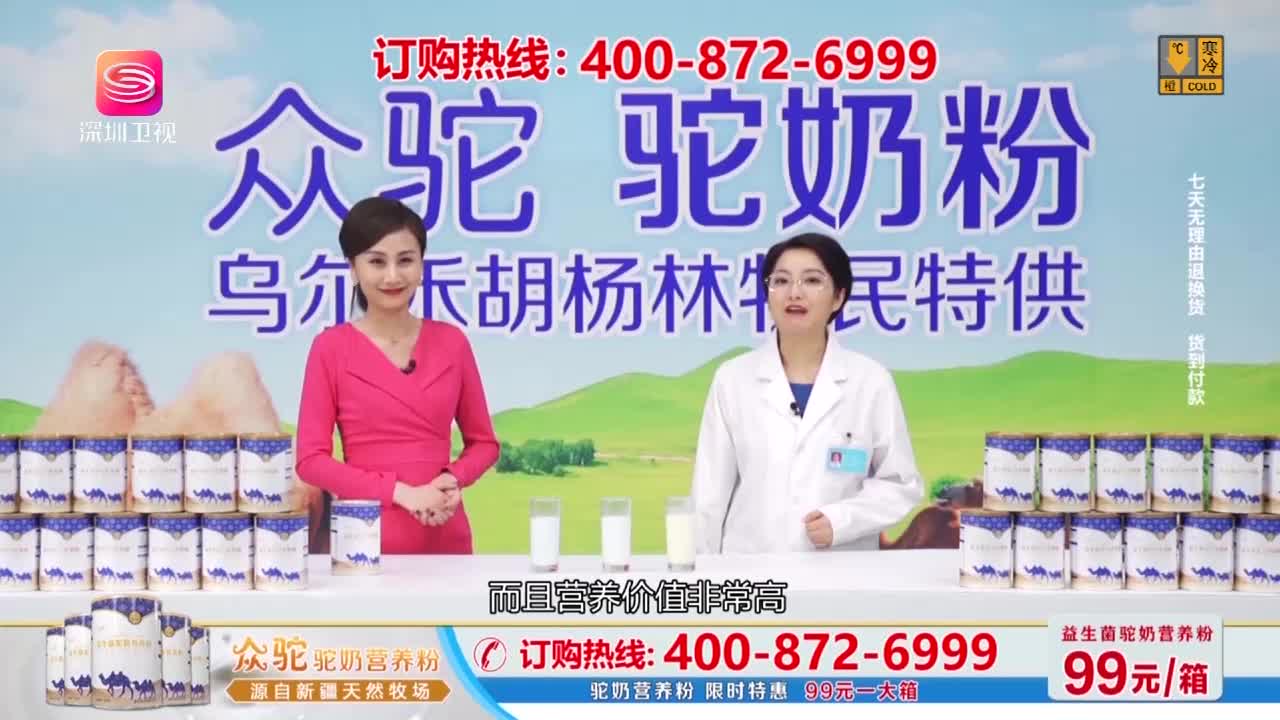 订购热线：400-872-6999
℃
寒冷
橙
COLD
深圳卫视
众驼 驼奶粉
乌尔禾胡杨林牧民特供
七天无理由退换货 货到付款
而且营养价值非常高
众驼 驼奶营养粉
源自新疆天然牧场
订购热线：400-872-6999
驼奶营养粉 限时特惠 99元一大箱
益生菌驼奶营养粉
99元/箱